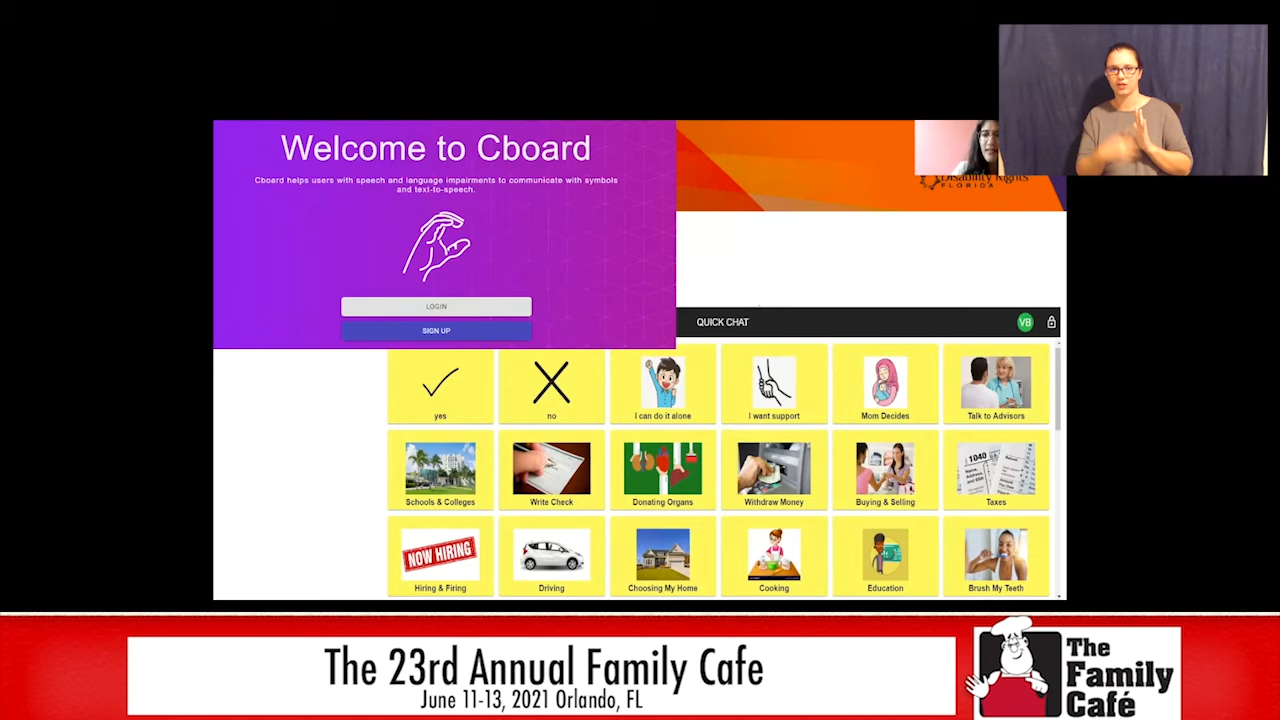 Welcome to Cboard
Cboard helps users with speech and language impairments to communicate with symbols
and text-to-speech.
LOGIN
SIGN UP
Disability Rights
FLORIDA
QUICK CHAT
VB
yes
no
I can do it alone
I want support
Mom Decides
Talk to Advisors
Schools & Colleges
Write Check
Donating Organs
Withdraw Money
Buying & Selling
1040
Taxes
NOW HIRING
Hiring & Firing
Driving
Choosing My Home
Cooking
Education
Brush My Teeth
The 23rd Annual Family Cafe
June 11-13, 2021 Orlando, FL
The
Family
Café